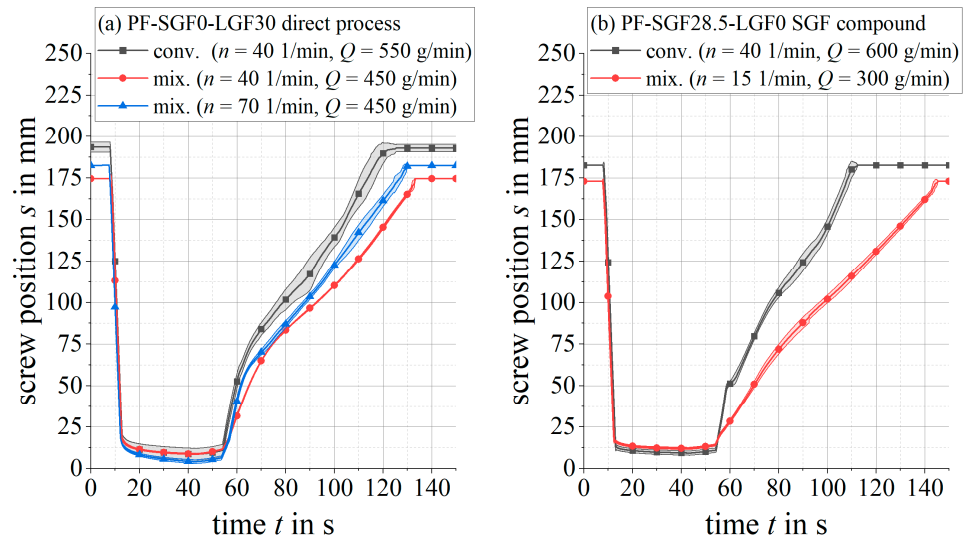 (a) PF-SGF0-LGF30 direct process
conv. (n = 40 1/min, Q = 550 g/min)
mix. (n = 40 1/min, Q = 450 g/min)
mix. (n = 70 1/min, Q = 450 g/min)
screw position s in mm
250
225
200
175
150
125
100
75
50
25
0
0 20 40 60 80 100 120 140
time t in s
(b) PF-SGF28.5-LGF0 SGF compound
conv. (n = 40 1/min, Q = 600 g/min)
mix. (n = 15 1/min, Q = 300 g/min)
screw position s in mm
250
225
200
175
150
125
100
75
50
25
0
0 20 40 60 80 100 120 140
time t in s